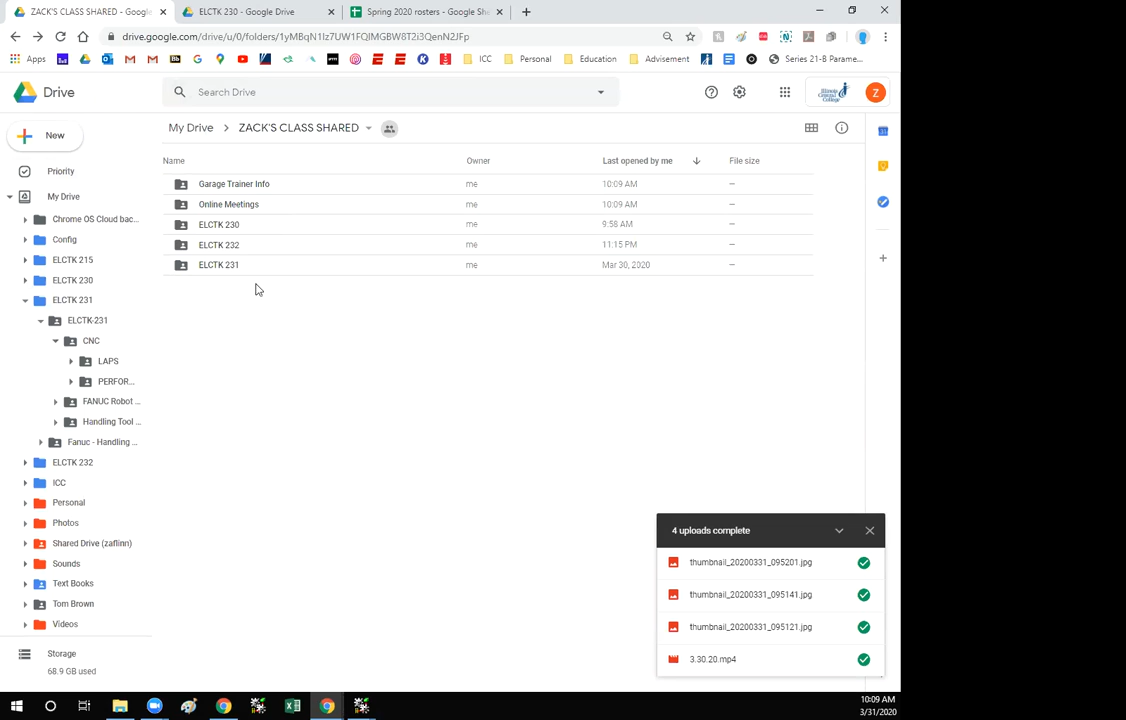 ZACK'S CLASS SHARED - Google
ELCTK 230 - Google Drive
Spring 2020 rosters - Google She
drive.google.com/drive/u/0/folders/1yMBqN1Iz7UW1FQIMGBW8T2i3QenN2JFp
Apps
ICC
Personal
Education
Advisement
Series 21-B Parame...
Drive
Search Drive
Illinois Central College
Z
New
My Drive
ZACK'S CLASS SHARED
Name
Owner
Last opened by me
File size
Garage Trainer Info me 10:09 AM –
Online Meetings me 10:09 AM –
ELCTK 230 me 9:58 AM –
ELCTK 232 me 11:15 PM –
ELCTK 231 me Mar 30, 2020 –
Priority
My Drive
Chrome OS Cloud bac...
Config
ELCTK 215
ELCTK 230
ELCTK 231
ELCTK-231
CNC
LAPS
PERFOR...
FANUC Robot ...
Handling Tool ...
Fanuc - Handling ...
ELCTK 232
ICC
Personal
Photos
Shared Drive (zaflinn)
Sounds
Text Books
Tom Brown
Videos
Storage
68.9 GB used
4 uploads complete
thumbnail_20200331_095201.jpg
thumbnail_20200331_095141.jpg
thumbnail_20200331_095121.jpg
3.30.20.mp4
10:09 AM
3/31/2020